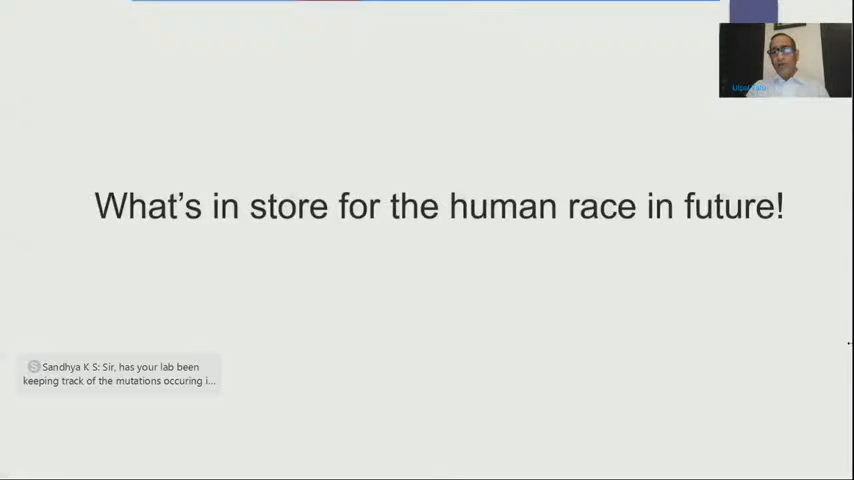 What's in store for the human race in future!
Sandhya K S: Sir, has your lab been
keeping track of the mutations occuring i...